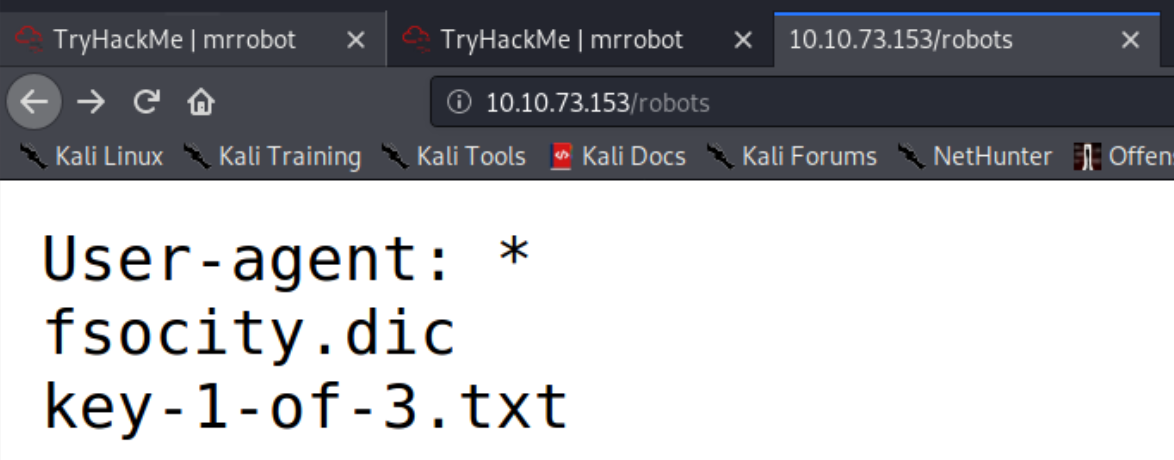 TryHackMe | mrrobot × TryHackMe | mrrobot × 10.10.73.153/robots ×
10.10.73.153/robots
Kali Linux Kali Training Kali Tools Kali Docs Kali Forums NetHunter Offens
User-agent: *
fsocity.dic
key-1-of-3.txt